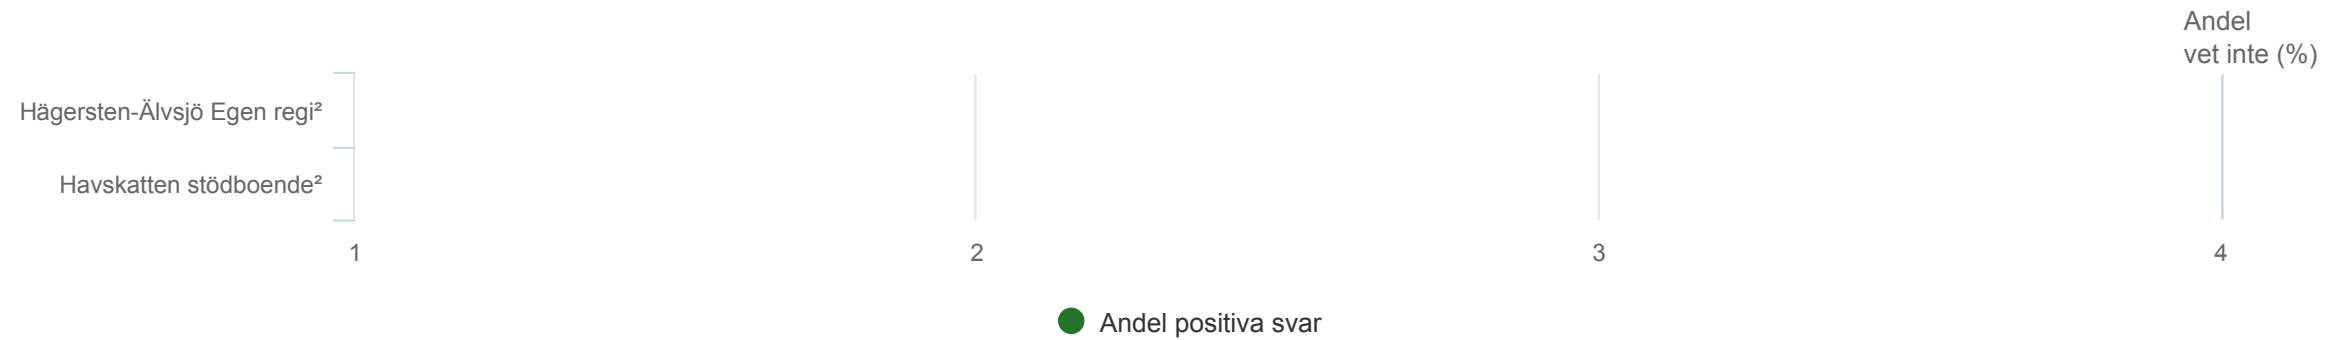 Andel
vet inte (%)
Hägersten-Älvsjö Egen regi²
Havskatten stödboende²
1 2 3 4
Andel positiva svar